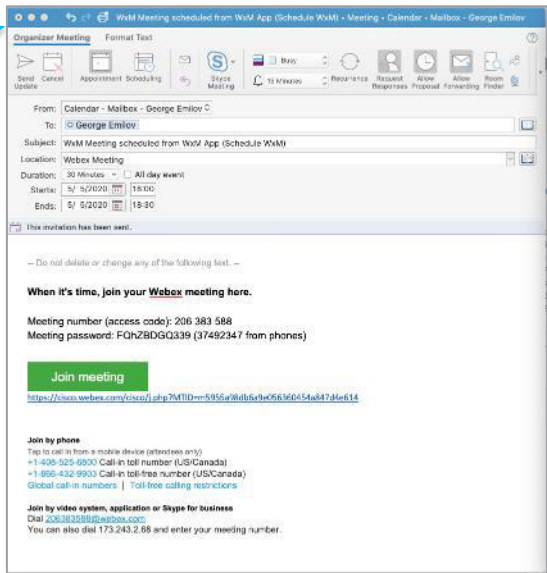 WxM Meeting scheduled from WxM App (Schedule WxM) • Meeting • Calendar • Mailbox - George Emilov
Organizer Meeting Format Text
Send Update Cancel Appointment Scheduling Skype Meeting Busy 15 Minutes Recurrence Request Responses Allow Proposal Allow Forwarding Room Finder
From: Calendar - Mailbox - George Emilov
To: George Emilov
Subject: WxM Meeting scheduled from WxM App (Schedule WxM)
Location: Webex Meeting
Duration: 30 Minutes All day event
Starts: 5/ 5/2020 18:00
Ends: 5/ 5/2020 18:30
This invitation has been sent.
-- Do not delete or change any of the following text. --
When it's time, join your Webex meeting here.
Meeting number (access code): 206 383 588
Meeting password: FQhZBDGQ339 (37492347 from phones)
Join meeting
https://cisco.webex.com/cisco/j.php?MTID=m5955a98db6a9e056360454a847d4e614
Join by phone
Tap to call in from a mobile device (attendees only)
+1-408-525-6800 Call-in toll number (US/Canada)
+1-866-432-9903 Call-in toll-free number (US/Canada)
Global call-in numbers | Toll-free calling restrictions
Join by video system, application or Skype for business
Dial 206383588@webex.com
You can also dial 173.243.2.68 and enter your meeting number.